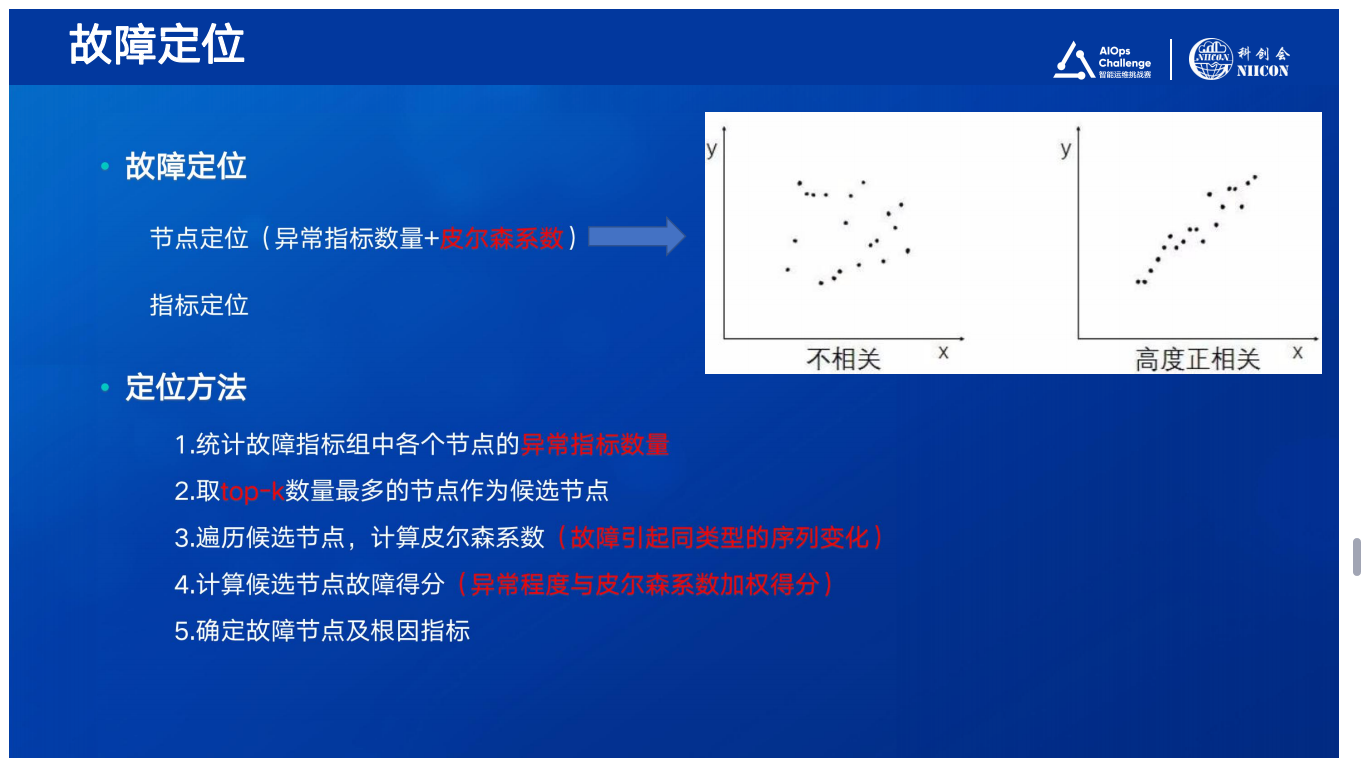 故障定位
AIOps
Challenge
智能运维挑战赛
NIICON
科创会
NIICON
• 故障定位
节点定位（异常指标数量+皮尔森系数）
指标定位
y
x
不相关
y
x
高度正相关
• 定位方法
1.统计故障指标组中各个节点的异常指标数量
2.取top-k数量最多的节点作为候选节点
3.遍历候选节点，计算皮尔森系数（故障引起同类型的序列变化）
4.计算候选节点故障得分（异常程度与皮尔森系数加权得分）
5.确定故障节点及根因指标